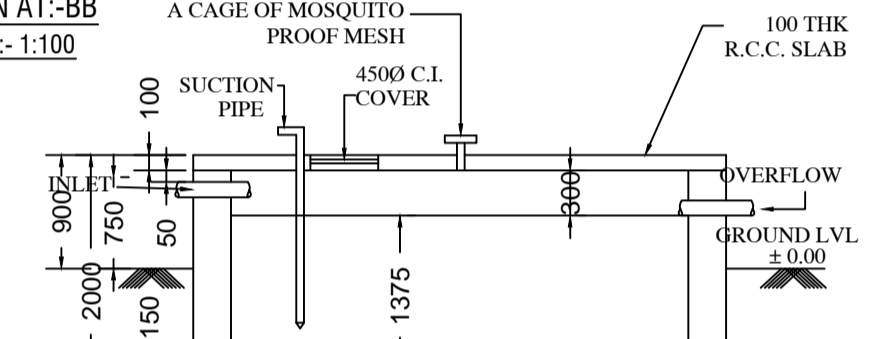 N AT:-BB
:- 1:100
A CAGE OF MOSQUITO
PROOF MESH
100 THK
R.C.C. SLAB
SUCTION
PIPE
450Ø C.I.
COVER
100
INLET
OVERFLOW
900
750
50
300
GROUND LVL
± 0.00
2000
150
1375